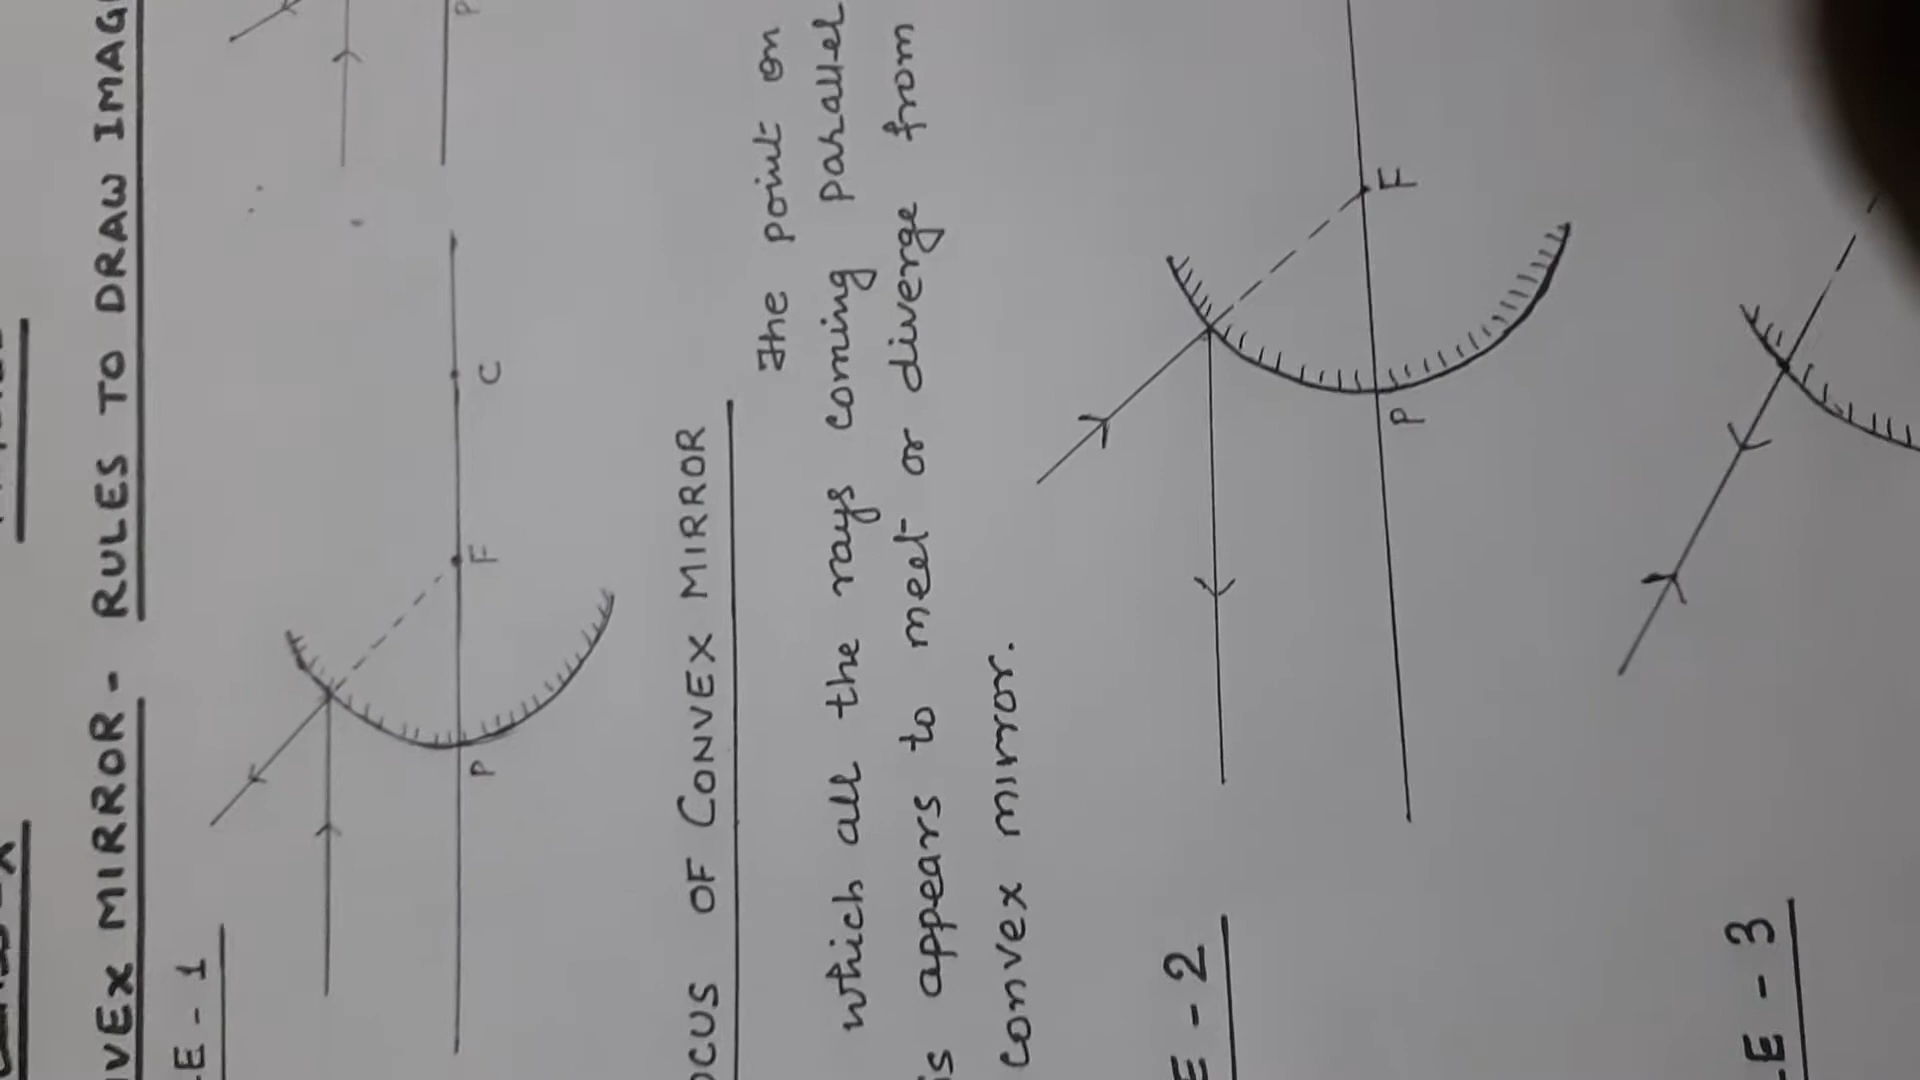 VEX MIRROR - RULES TO DRAW IMAG
E - 1
P F C
P
OCUS OF CONVEX MIRROR
The point on
which all the rays coming parallel
is appears to meet or diverge from
convex mirror.
E - 2
P F
E - 3